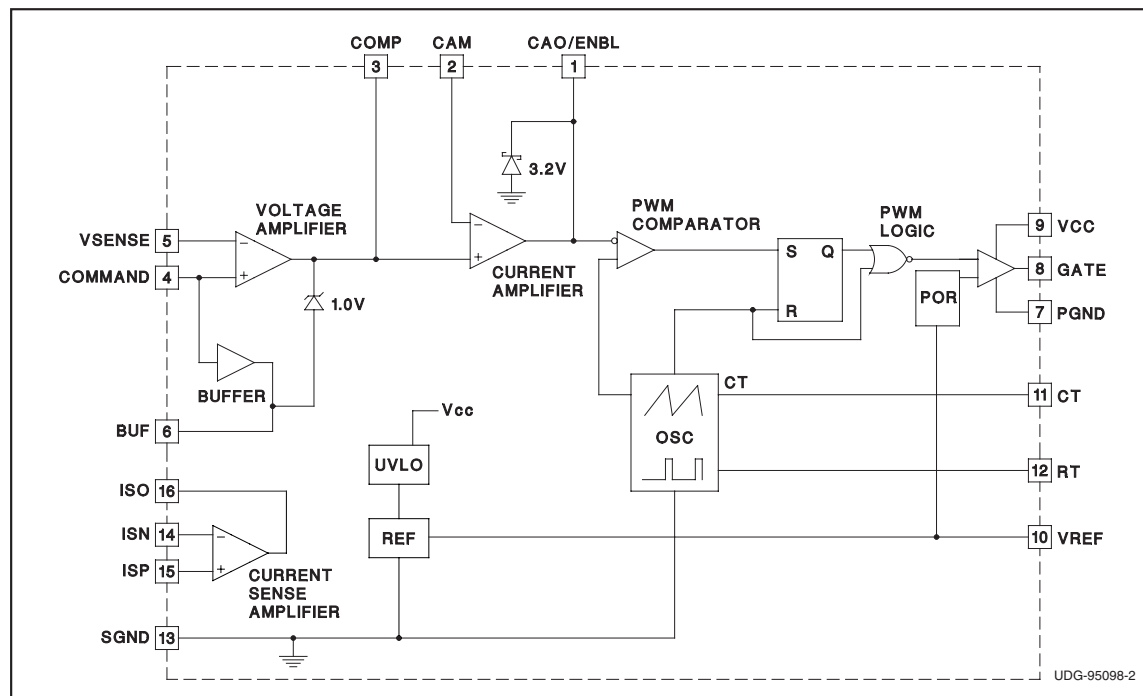 COMP CAM CAO/ENBL
3 2 1
3.2V
VOLTAGE
AMPLIFIER
PWM
COMPARATOR
PWM
LOGIC
VSENSE 5
−
COMMAND 4
+
1.0V
−
+
CURRENT
AMPLIFIER
S Q
R
POR
9 VCC
8 GATE
7 PGND
BUFFER
BUF
6
CT
OSC
11 CT
12 RT
Vcc
UVLO
REF
10 VREF
ISO
16
ISN 14
−
ISP 15
+
CURRENT
SENSE
AMPLIFIER
SGND 13
UDG-95098-2